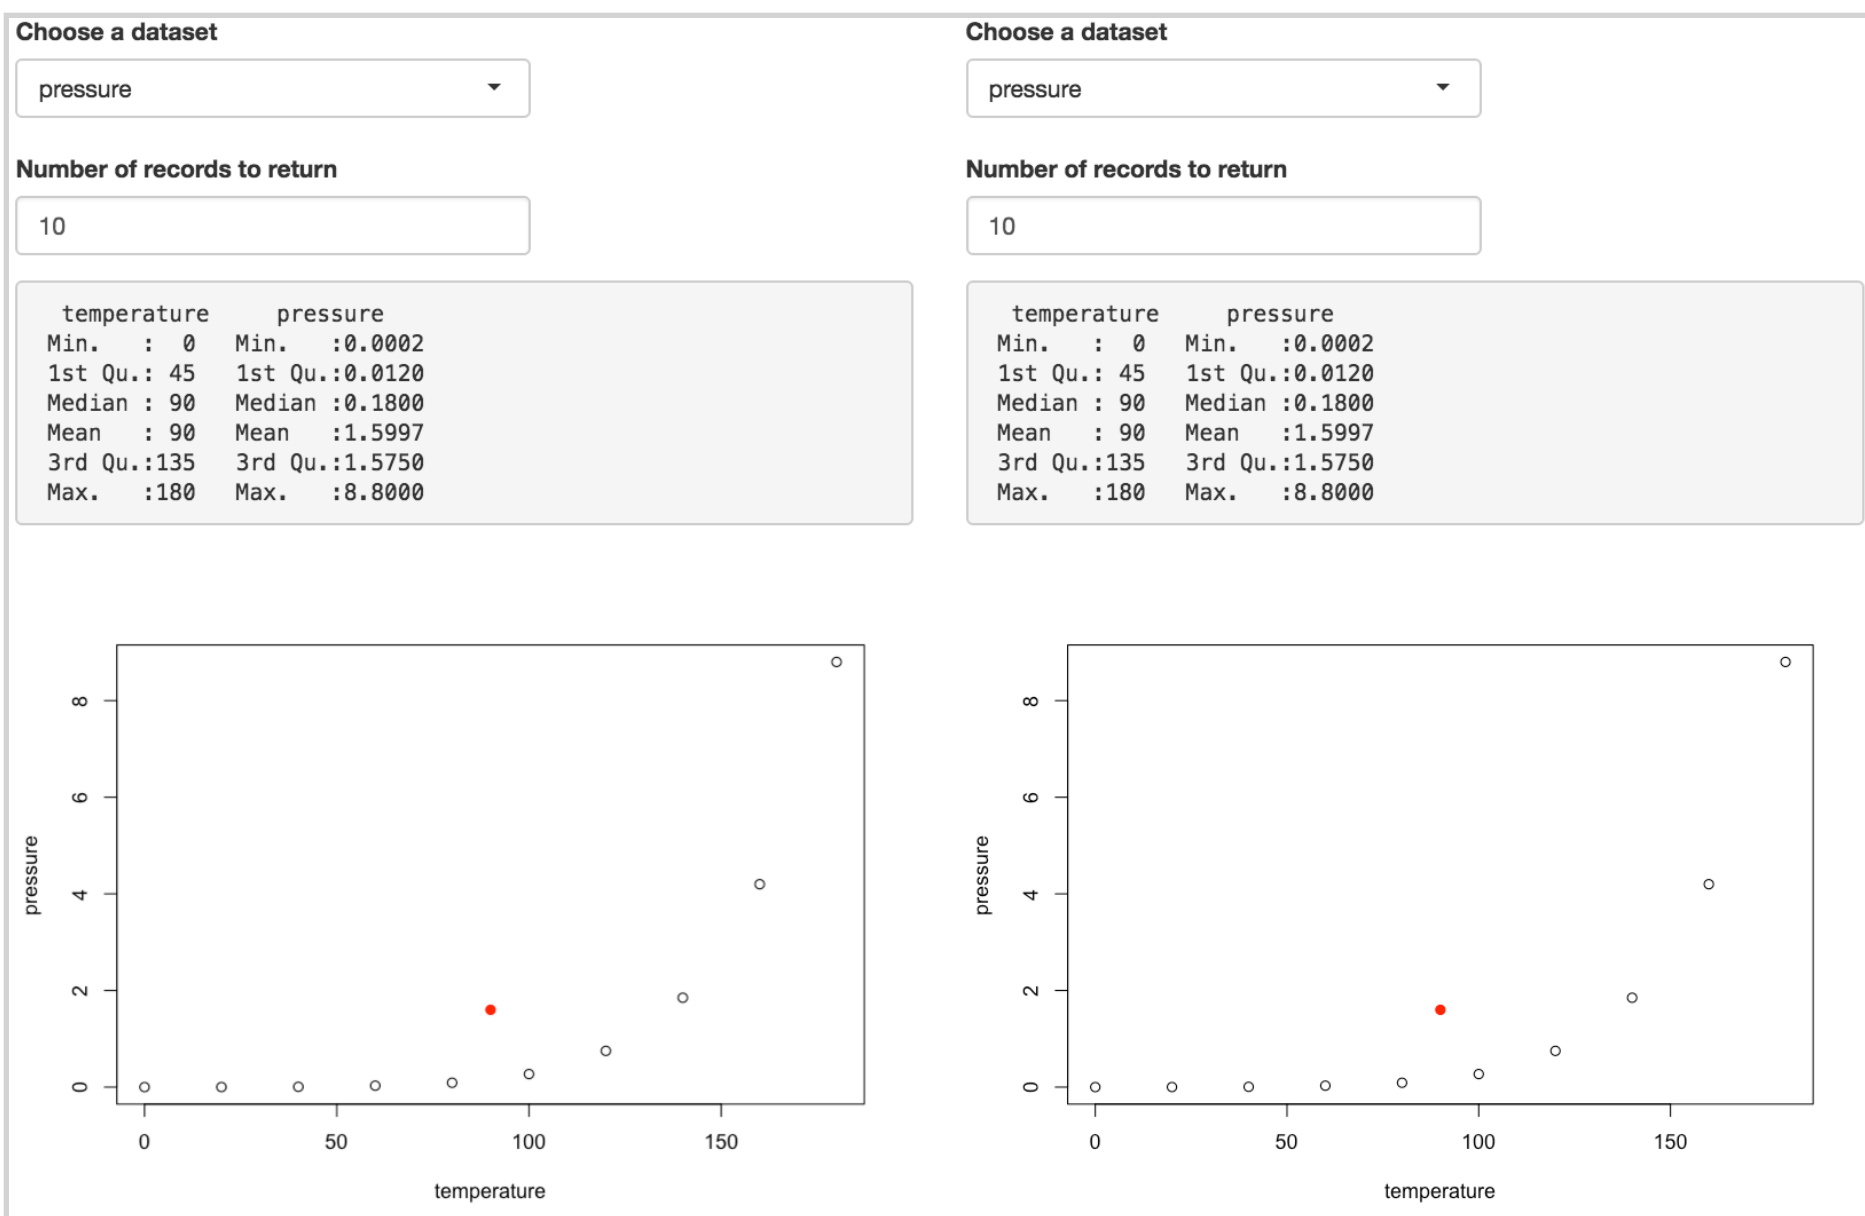 Choose a dataset
pressure
Number of records to return
10
temperature pressure
Min. : 0 Min. :0.0002
1st Qu.: 45 1st Qu.:0.0120
Median : 90 Median :0.1800
Mean : 90 Mean :1.5997
3rd Qu.:135 3rd Qu.:1.5750
Max. :180 Max. :8.8000
pressure
8
6
4
2
0
0 50 100 150
temperature
Choose a dataset
pressure
Number of records to return
10
temperature pressure
Min. : 0 Min. :0.0002
1st Qu.: 45 1st Qu.:0.0120
Median : 90 Median :0.1800
Mean : 90 Mean :1.5997
3rd Qu.:135 3rd Qu.:1.5750
Max. :180 Max. :8.8000
pressure
8
6
4
2
0
0 50 100 150
temperature